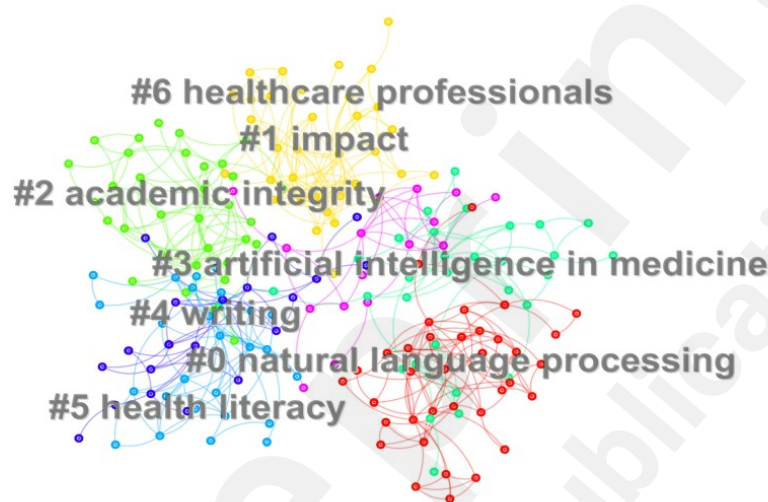 #6 healthcare professionals
#1 impact
#2 academic integrity
#3 artificial intelligence in medicine
#4 writing
#0 natural language processing
#5 health literacy